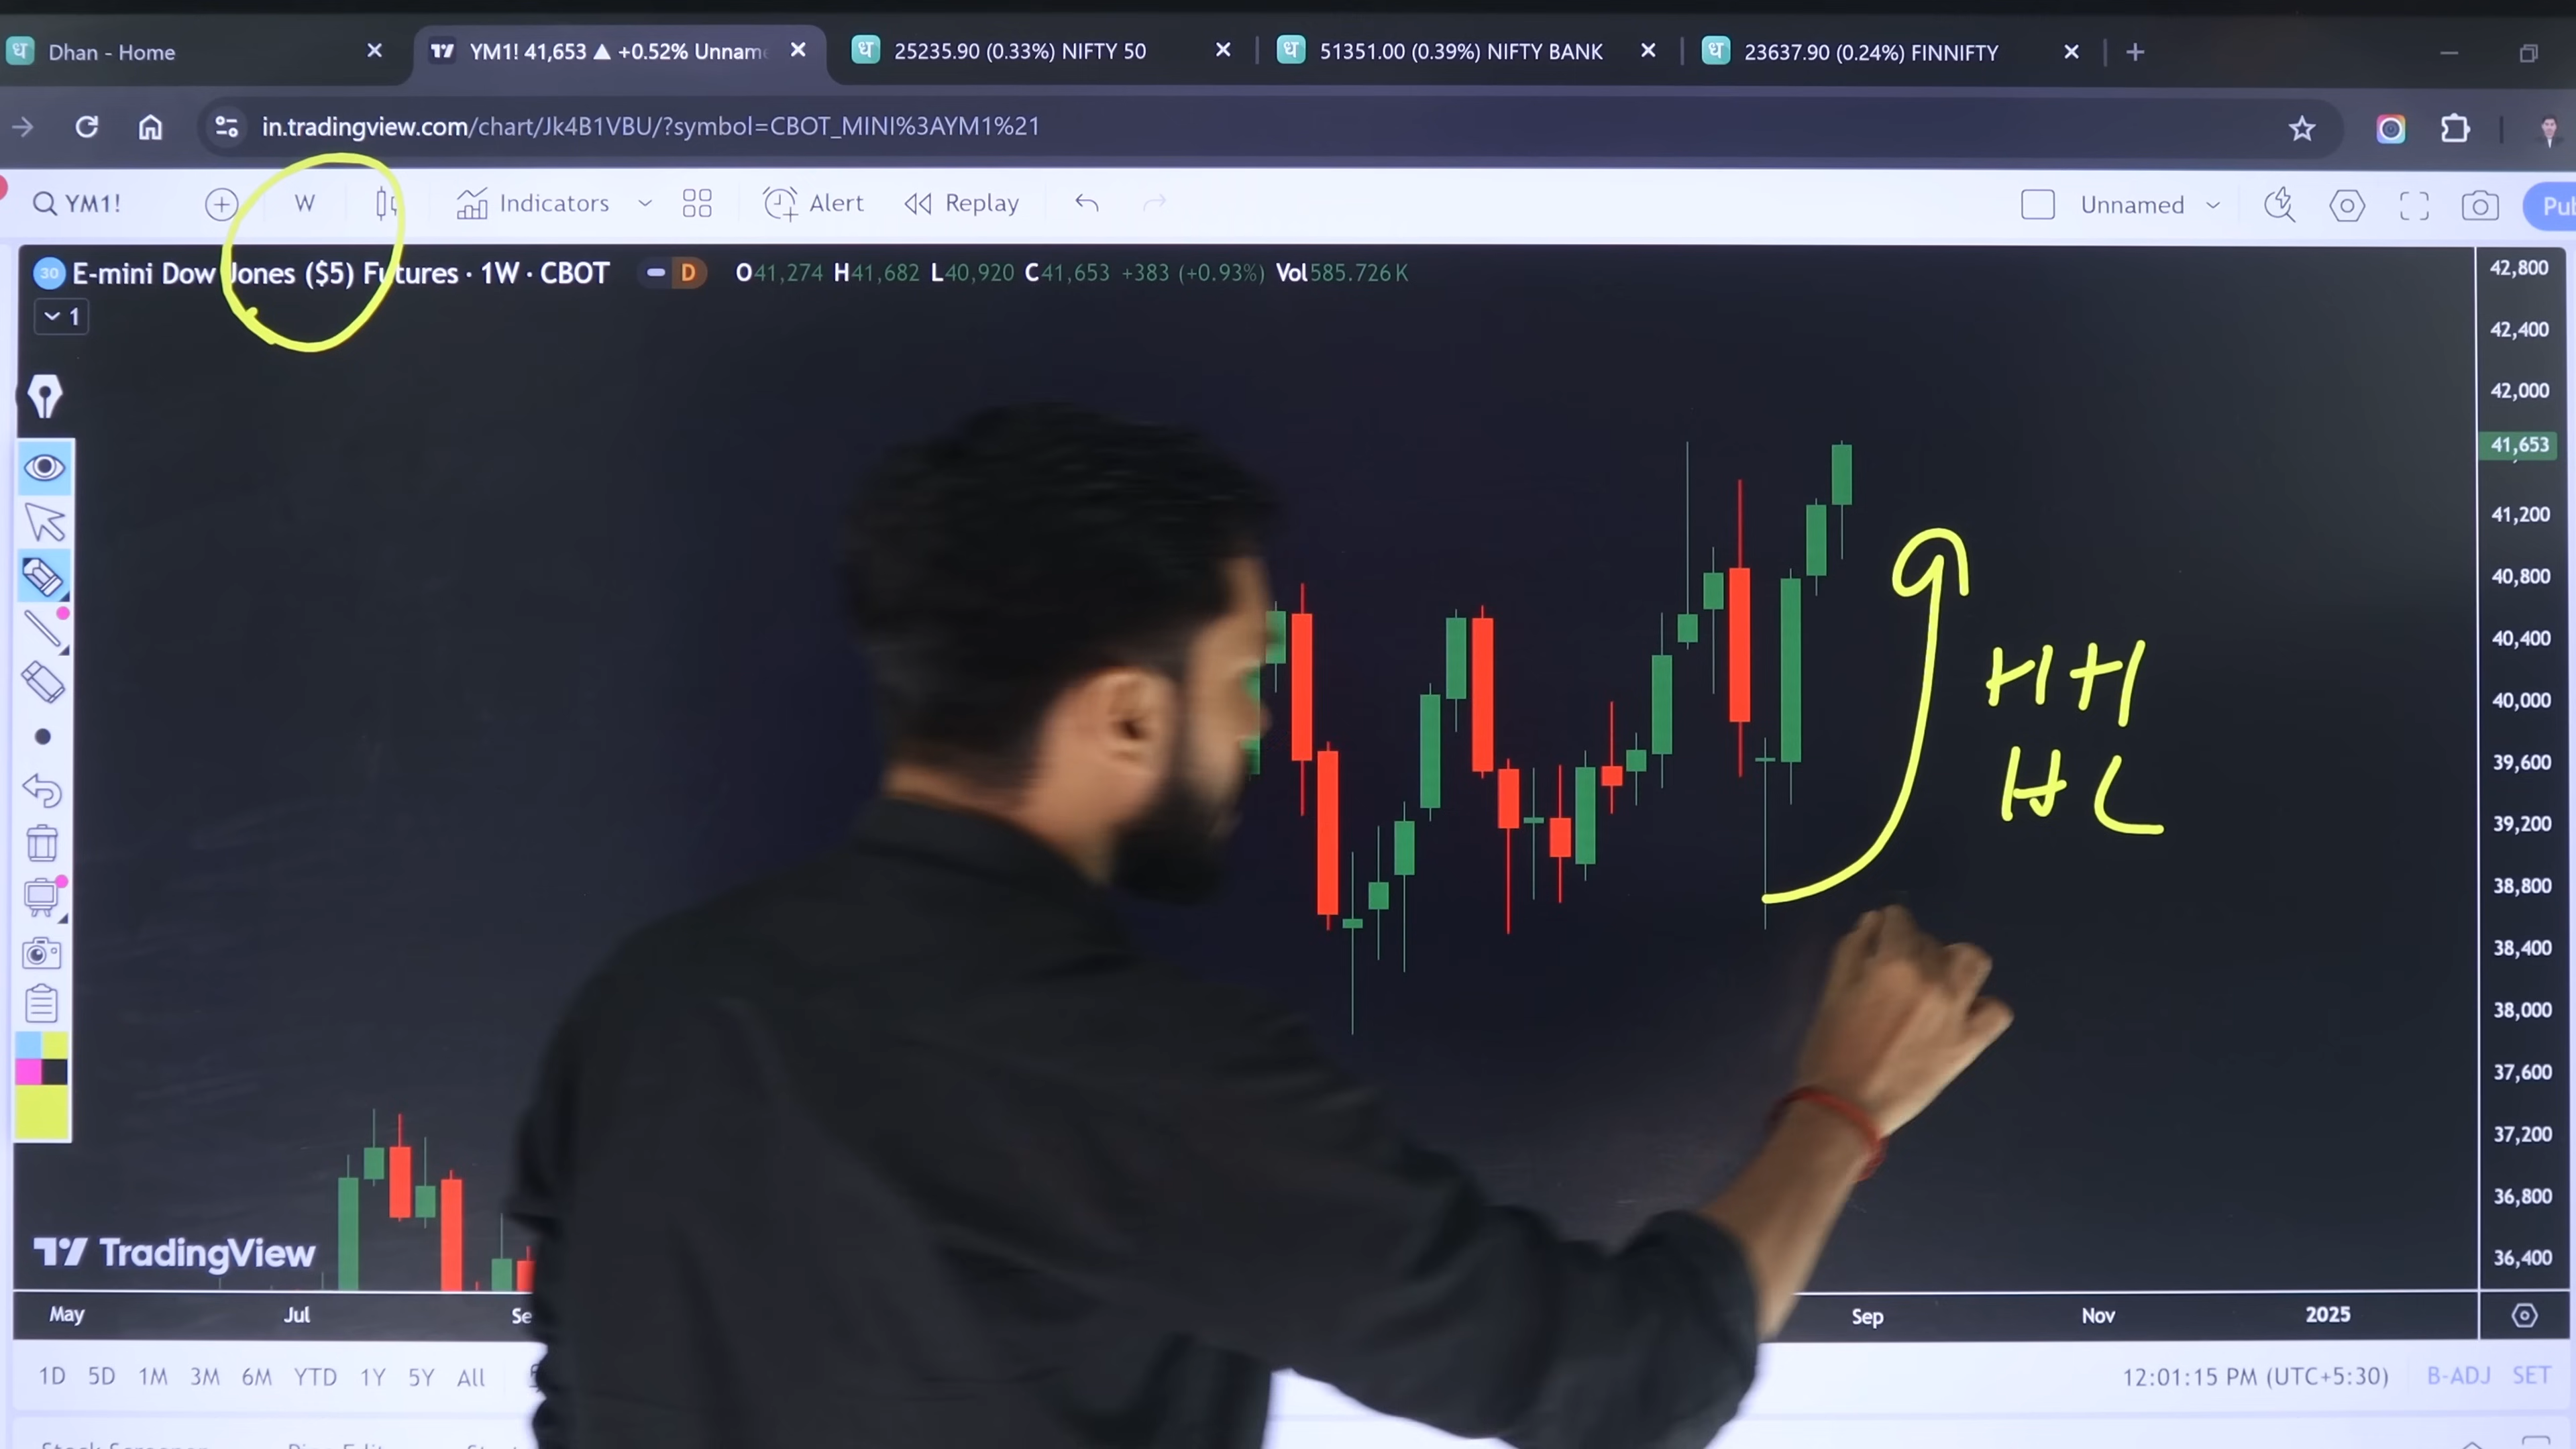 Dhan - Home
YM1! 41,653 ▲ +0.52% Unname
25235.90 (0.33%) NIFTY 50
51351.00 (0.39%) NIFTY BANK
23637.90 (0.24%) FINNIFTY
in.tradingview.com/chart/Jk4B1VBU/?symbol=CBOT_MINI%3AYM1%21
YM1!
W
Indicators
Alert
Replay
Unnamed
Pub
30
E-mini Dow Jones ($5) Futures · 1W · CBOT
D
O41,274 H41,682 L40,920 C41,653 +383 (+0.93%) Vol585.726K
1
42,800
42,400
42,000
41,653
41,200
40,800
40,400
40,000
39,600
39,200
38,800
38,400
38,000
37,600
37,200
36,800
36,400
HH
HL
TradingView
May
Jul
Se
Sep
Nov
2025
1D 5D 1M 3M 6M YTD 1Y 5Y All
12:01:15 PM (UTC+5:30)
B-ADJ SET